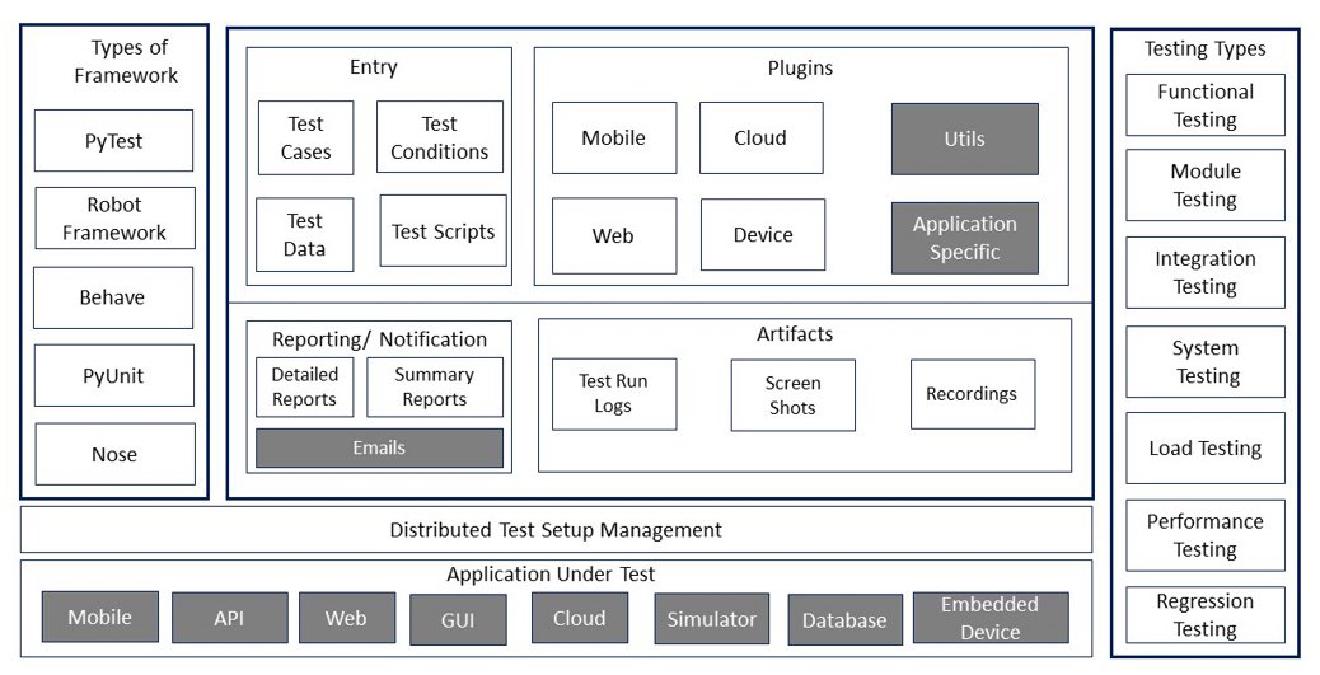 Types of
Framework
PyTest
Robot
Framework
Behave
PyUnit
Nose
Entry
Test
Cases
Test
Conditions
Test
Data
Test Scripts
Plugins
Mobile
Cloud
Utils
Web
Device
Application
Specific
Reporting/ Notification
Detailed
Reports
Summary
Reports
Emails
Artifacts
Test Run
Logs
Screen
Shots
Recordings
Distributed Test Setup Management
Application Under Test
Mobile
API
Web
GUI
Cloud
Simulator
Database
Embedded
Device
Testing Types
Functional
Testing
Module
Testing
Integration
Testing
System
Testing
Load Testing
Performance
Testing
Regression
Testing